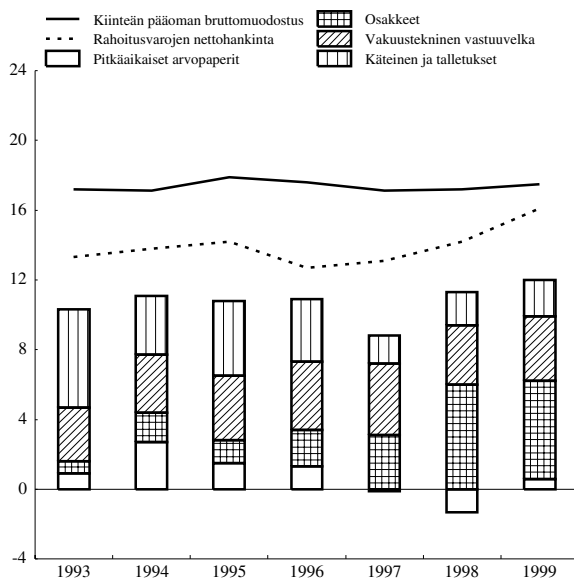 Kiinteän pääoman bruttomuodostus
Rahoitusvarojen nettohankinta
Pitkäaikaiset arvopaperit
Osakkeet
Vakuustekninen vastuuvelka
Käteinen ja talletukset
24
20
16
12
8
4
0
-4
1993 1994 1995 1996 1997 1998 1999